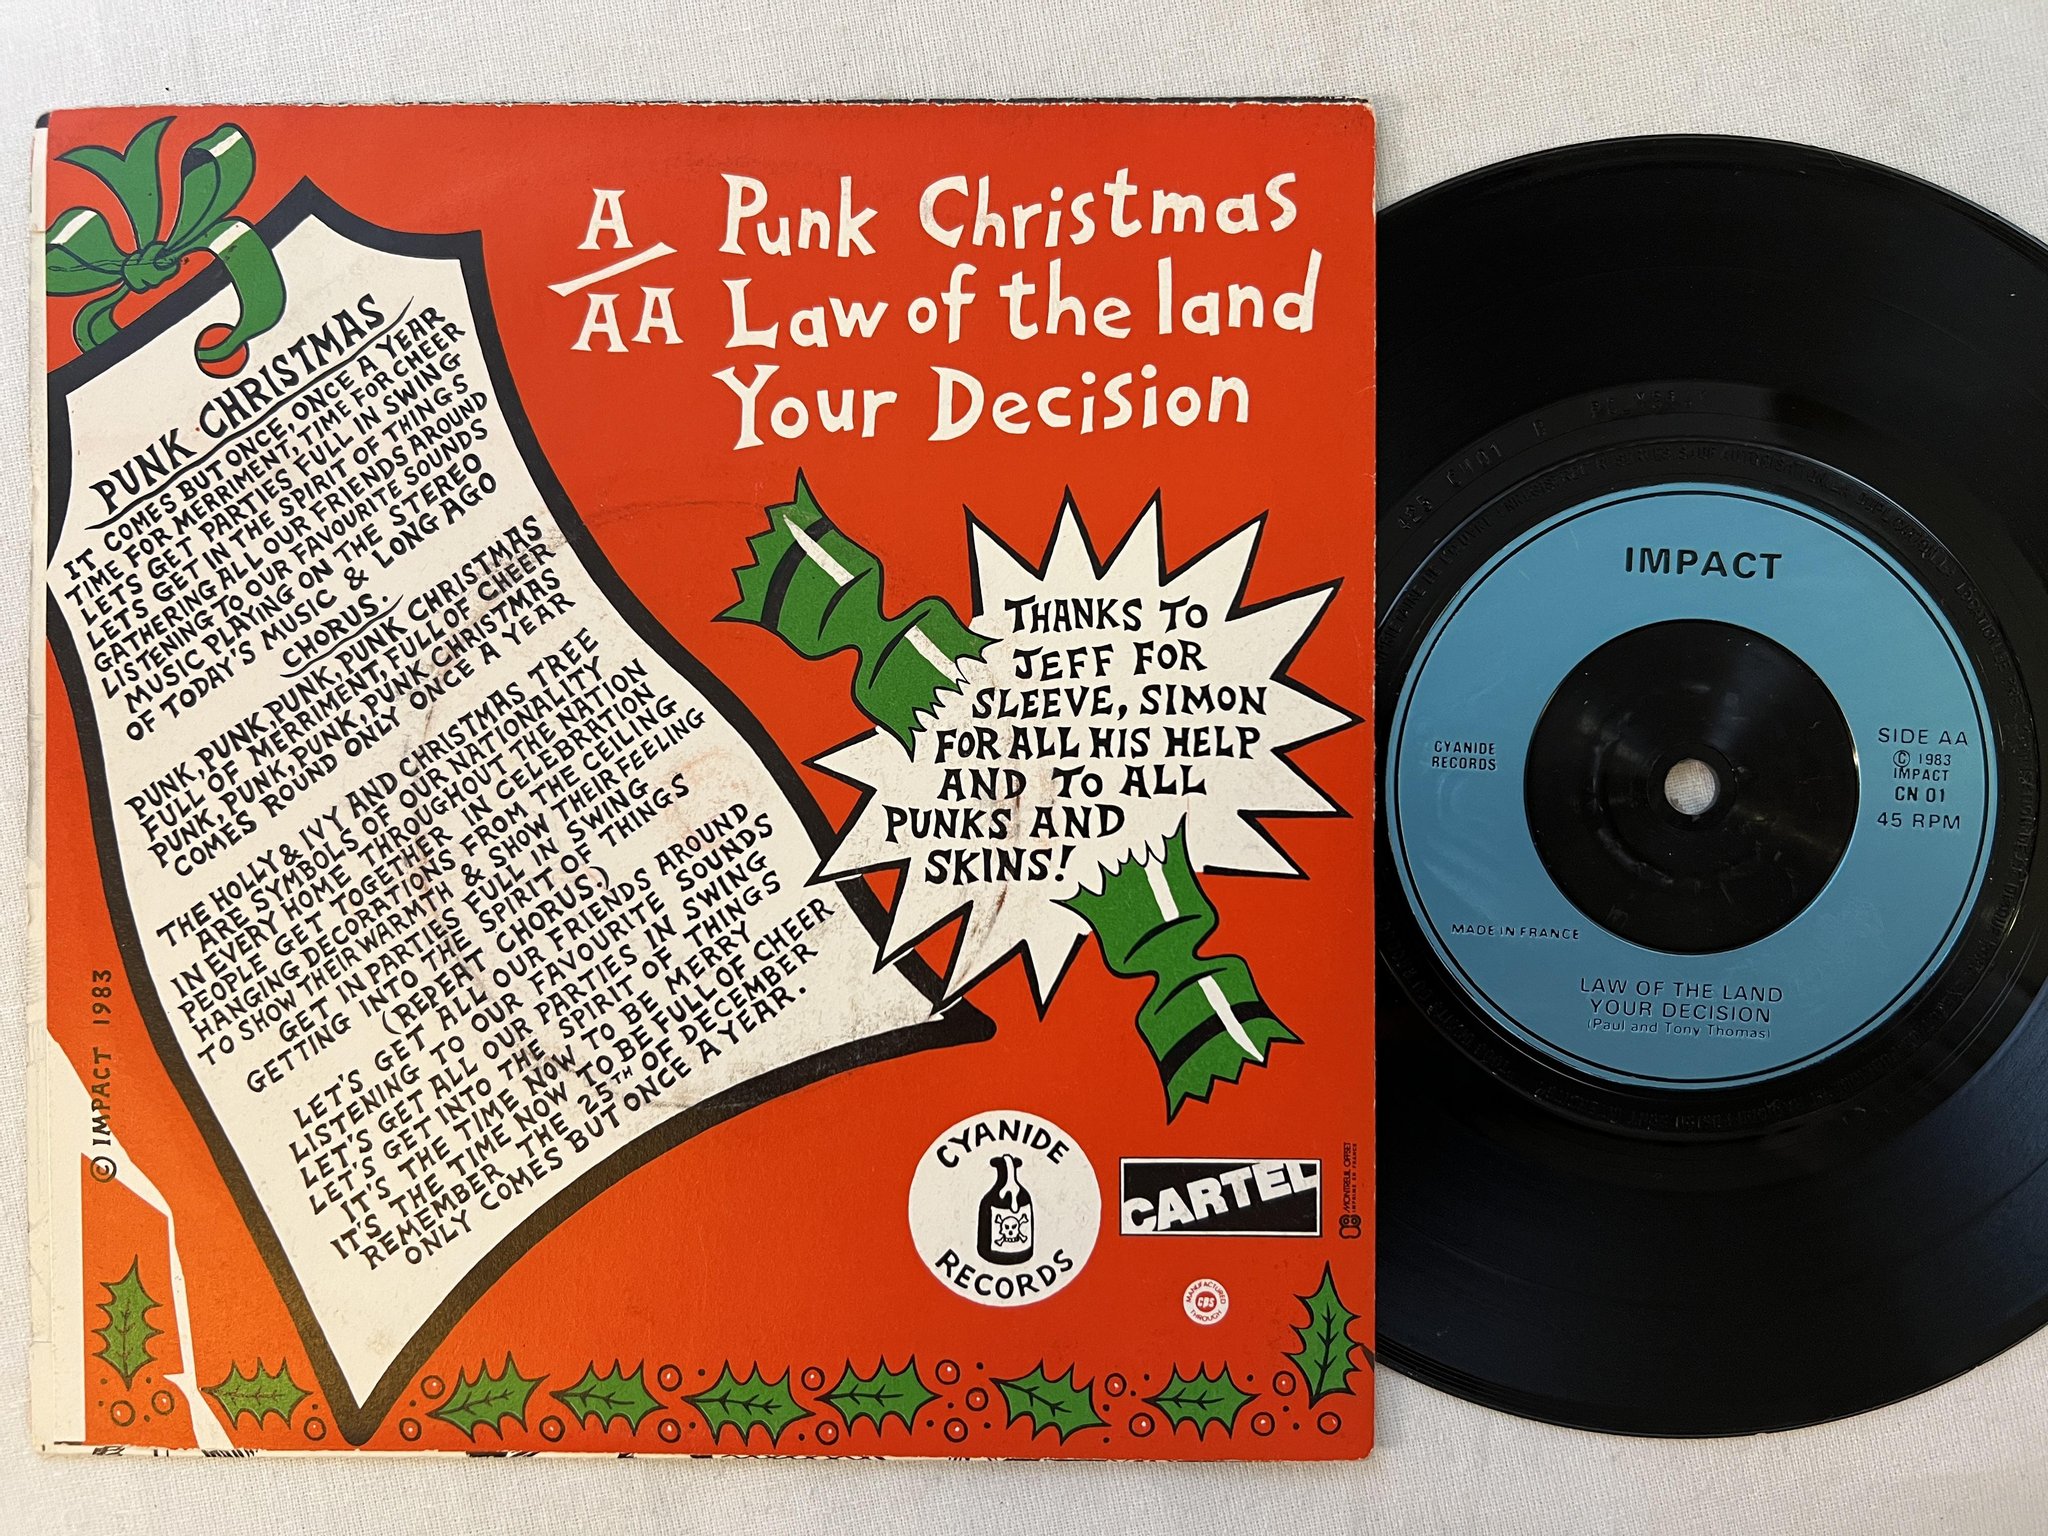 A/AA
Punk Christmas
Law of the land
Your Decision
PUNK CHRISTMAS
IT COMES BUT ONCE, ONCE A YEAR
TIME FOR MERRIMENT, TIME FOR CHEER
LETS GET PARTIES FULL IN SWING
LETS GET IN THE SPIRIT OF THINGS
GATHERING ALL OUR FRIENDS AROUND
LISTENING TO OUR FAVOURITE SOUNDS
MUSIC PLAYING ON THE STEREO
OF TODAY'S MUSIC & LONG AGO
CHORUS.
PUNK, PUNK, PUNK, PUNK CHRISTMAS
FULL OF MERRIMENT, FULL OF CHEER
PUNK, PUNK, PUNK, PUNK CHRISTMAS
COMES ROUND ONLY ONCE A YEAR
THE HOLLY & IVY AND CHRISTMAS TREE
ARE SYMBOLS OF OUR NATIONALITY
IN EVERY HOME THROUGHOUT THE NATION
PEOPLE GET TOGETHER IN CELEBRATION
HANGING DECORATIONS FROM THE CEILING
TO SHOW THEIR WARMTH & SHOW THEIR FEELING
GET IN PARTIES FULL IN SWING
GETTING INTO THE SPIRIT OF THINGS
(REPEAT CHORUS.)
LET'S GET ALL OUR FRIENDS AROUND
LISTENING TO OUR FAVOURITE SOUNDS
LET'S GET ALL OUR PARTIES IN SWING
LET'S GET INTO THE SPIRIT OF THINGS
IT'S THE TIME NOW TO BE MERRY
IT'S THE TIME NOW TO BE FULL OF CHEER
REMEMBER THE 25TH OF DECEMBER
ONLY COMES BUT ONCE A YEAR.
© IMPACT 1983
THANKS TO
JEFF FOR
SLEEVE, SIMON
FOR ALL HIS HELP
AND TO ALL
PUNKS AND
SKINS!
CYANIDE
RECORDS
CARTEL
MONTREUIL OFFSET
IMPRIMÉ EN FRANCE
MANUFACTURED
CBS
THROUGH
IMPACT
CYANIDE
RECORDS
SIDE AA
© 1983
IMPACT
CN 01
45 RPM
MADE IN FRANCE
LAW OF THE LAND
YOUR DECISION
(Paul and Tony Thomas)